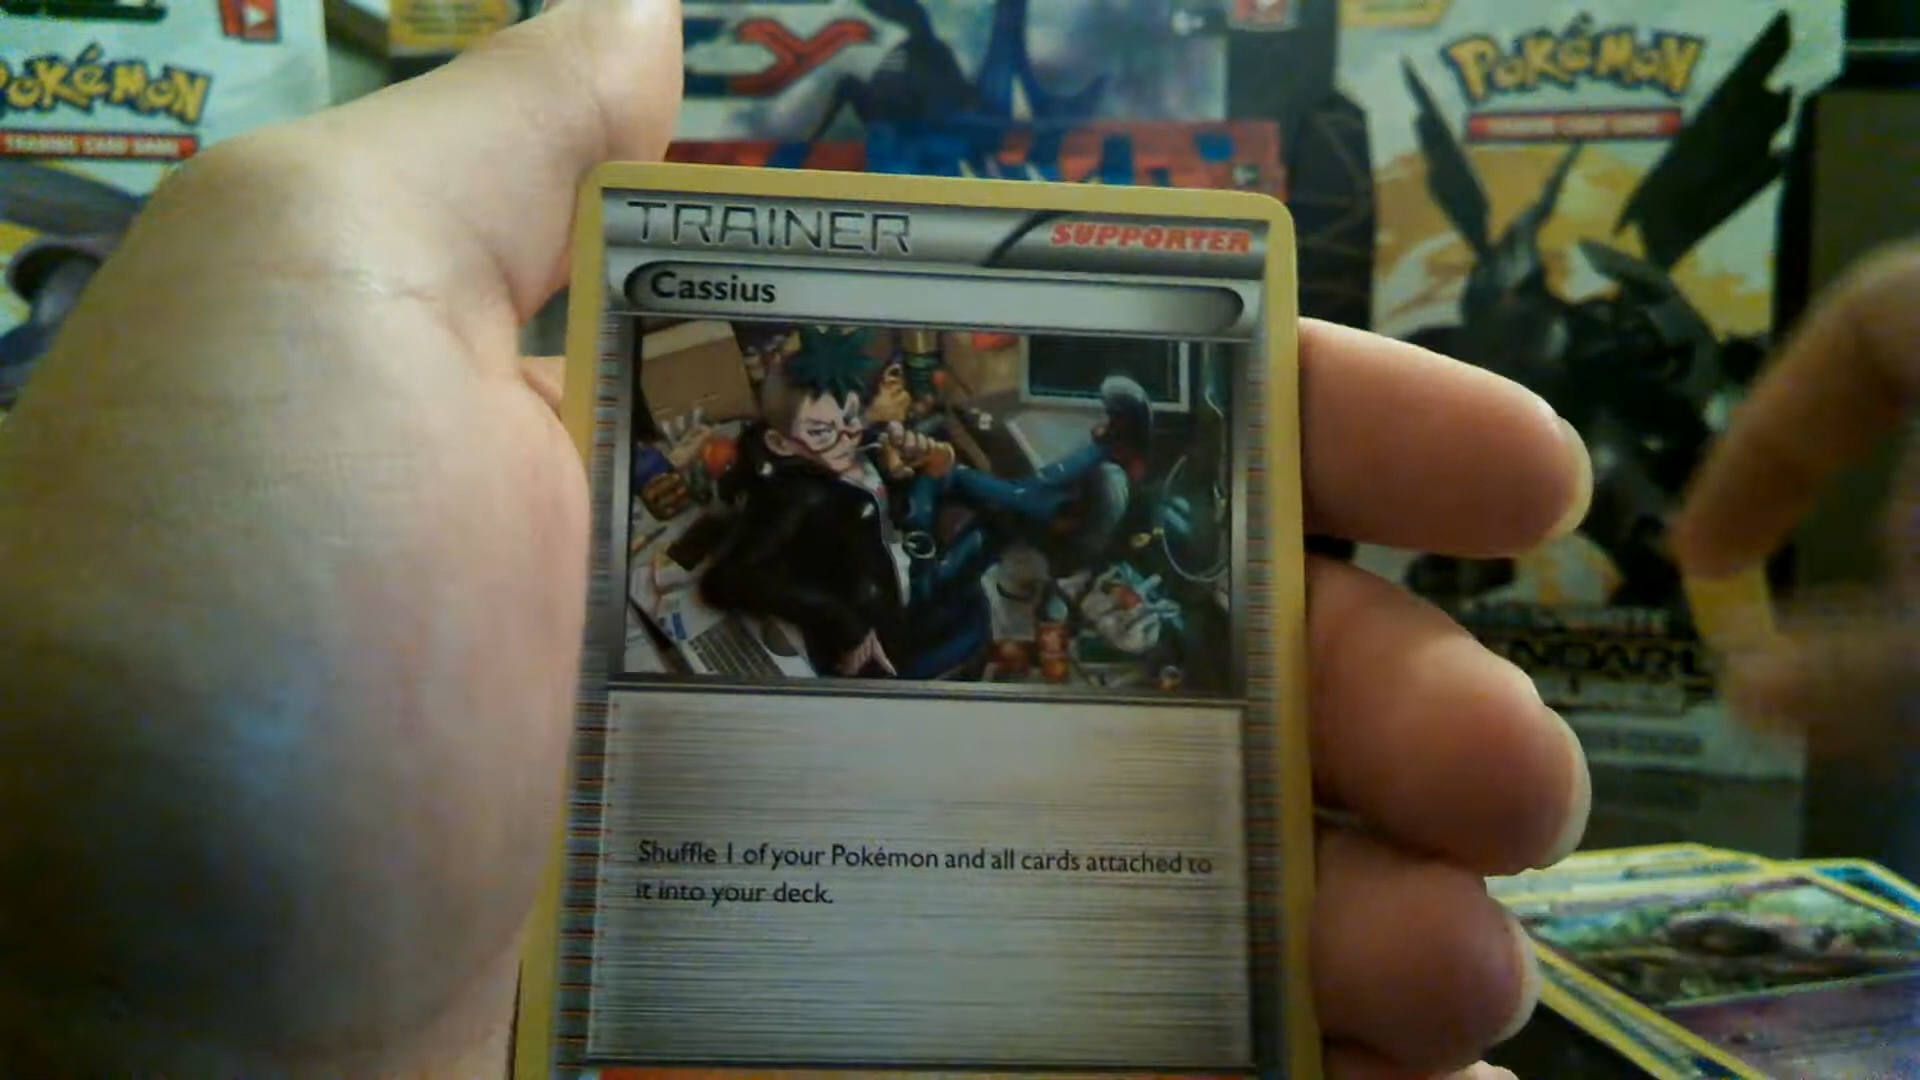 POKéMON
TRADING CARD GAME
XY
POKéMON
TRADING CARD GAME
TRAINER
SUPPORTER
Cassius
Shuffle 1 of your Pokémon and all cards attached to
it into your deck.